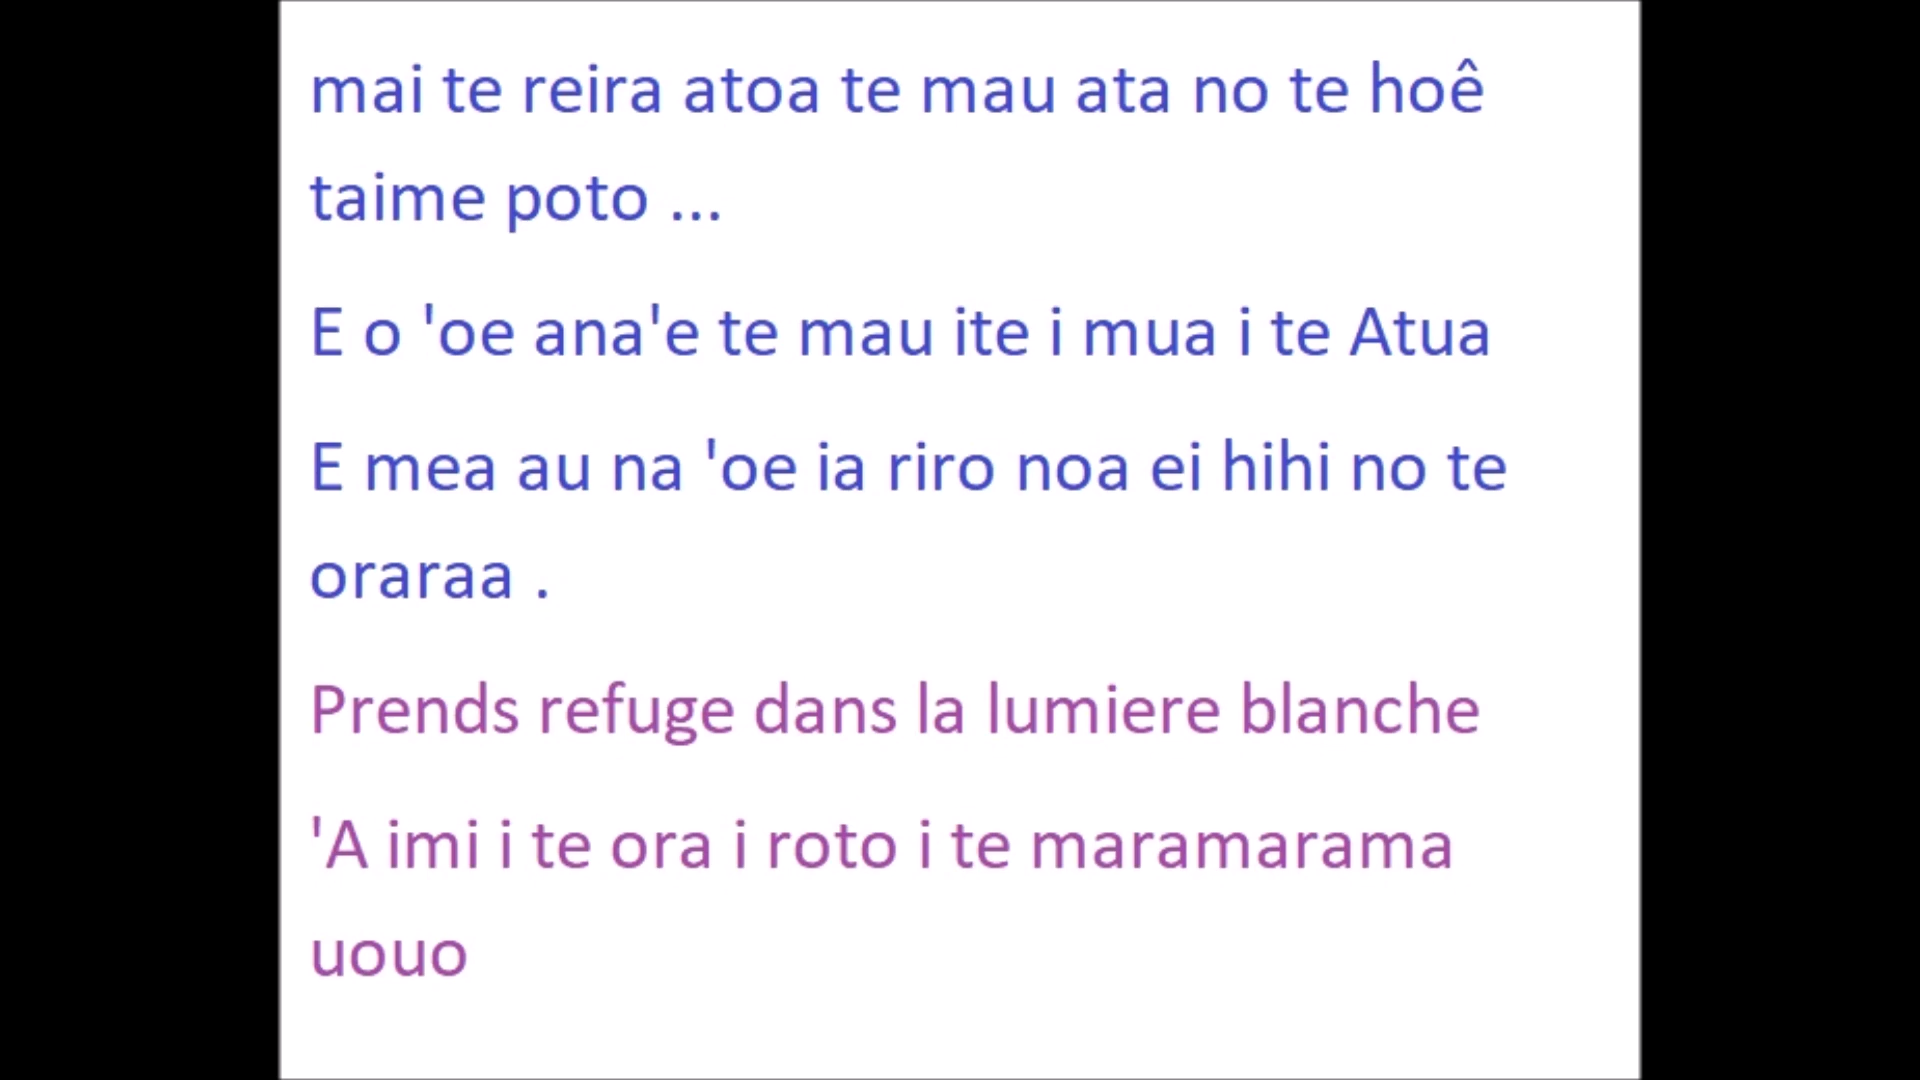 mai te reira atoa te mau ata no te hoê
taime poto ...
E o 'oe ana'e te mau ite i mua i te Atua
E mea au na 'oe ia riro noa ei hihi no te
oraraa .
Prends refuge dans la lumiere blanche
'A imi i te ora i roto i te maramarama
uouo